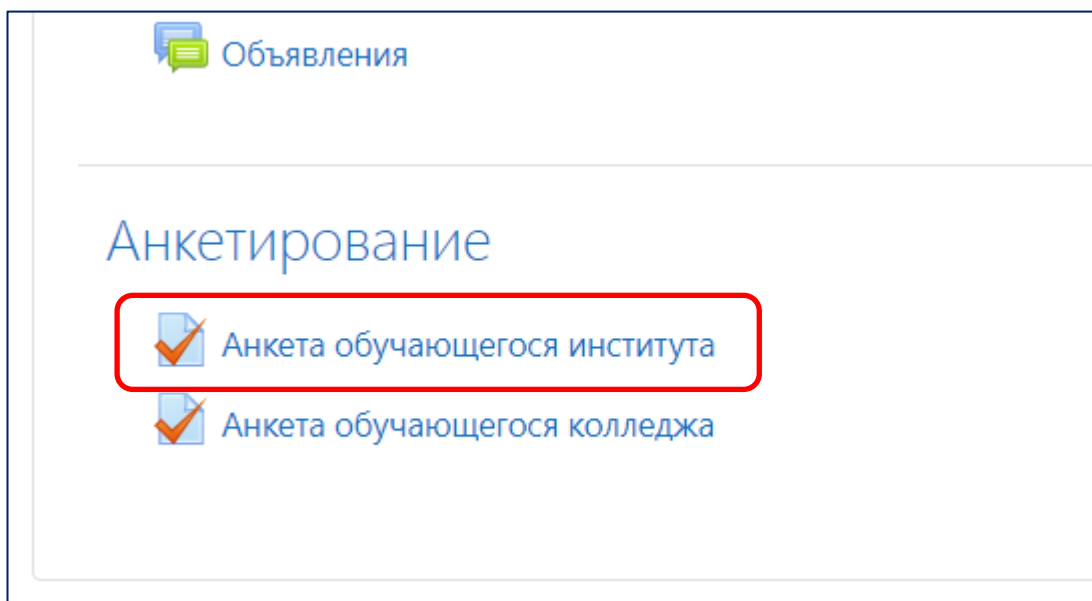 Объявления
Анкетирование
Анкета обучающегося института
Анкета обучающегося колледжа